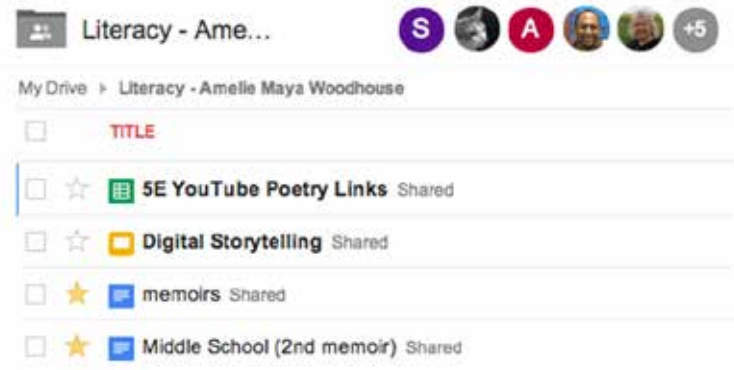 Literacy - Ame... S A +5
My Drive ▸ Literacy - Amelie Maya Woodhouse
TITLE
5E YouTube Poetry Links Shared
Digital Storytelling Shared
memoirs Shared
Middle School (2nd memoir) Shared